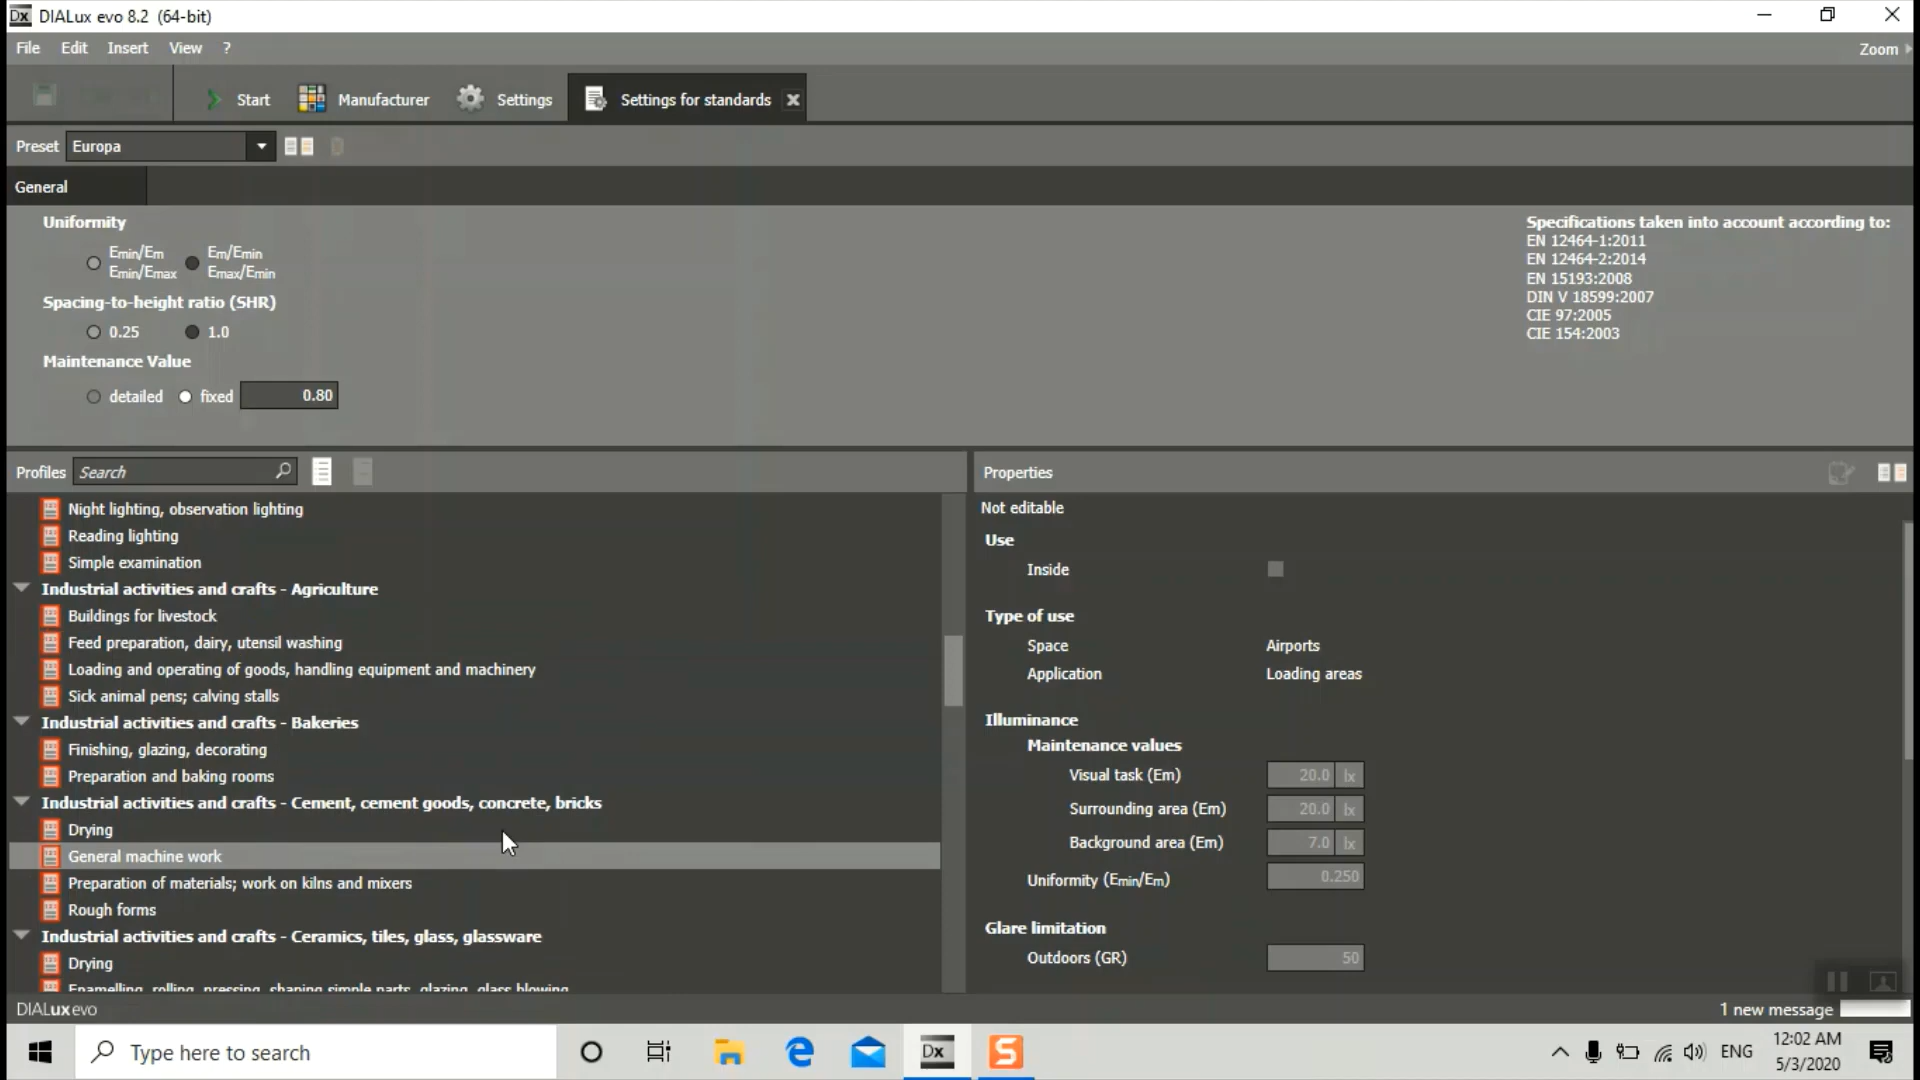 Dx DIALux evo 8.2 (64-bit)
File Edit Insert View ? Zoom
Start Manufacturer Settings Settings for standards
Preset Europa
General
Uniformity
Emin/Em Em/Emin
Emin/Emax Emax/Emin
Spacing-to-height ratio (SHR)
0.25 1.0
Maintenance Value
detailed fixed 0.80
Specifications taken into account according to:
EN 12464-1:2011
EN 12464-2:2014
EN 15193:2008
DIN V 18599:2007
CIE 97:2005
CIE 154:2003
Profiles Search
Night lighting, observation lighting
Reading lighting
Simple examination
Industrial activities and crafts - Agriculture
Buildings for livestock
Feed preparation, dairy, utensil washing
Loading and operating of goods, handling equipment and machinery
Sick animal pens; calving stalls
Industrial activities and crafts - Bakeries
Finishing, glazing, decorating
Preparation and baking rooms
Industrial activities and crafts - Cement, cement goods, concrete, bricks
Drying
General machine work
Preparation of materials; work on kilns and mixers
Rough forms
Industrial activities and crafts - Ceramics, tiles, glass, glassware
Drying
Enamelling, rolling, pressing, shaping simple parts, glazing, glass blowing
Properties
Not editable
Use
Inside
Type of use
Space Airports
Application Loading areas
Illuminance
Maintenance values
Visual task (Em) 20.0 lx
Surrounding area (Em) 20.0 lx
Background area (Em) 7.0 lx
Uniformity (Emin/Em) 0.250
Glare limitation
Outdoors (GR) 50
DIALux evo 1 new message
Type here to search Dx S ENG 12:02 AM
5/3/2020